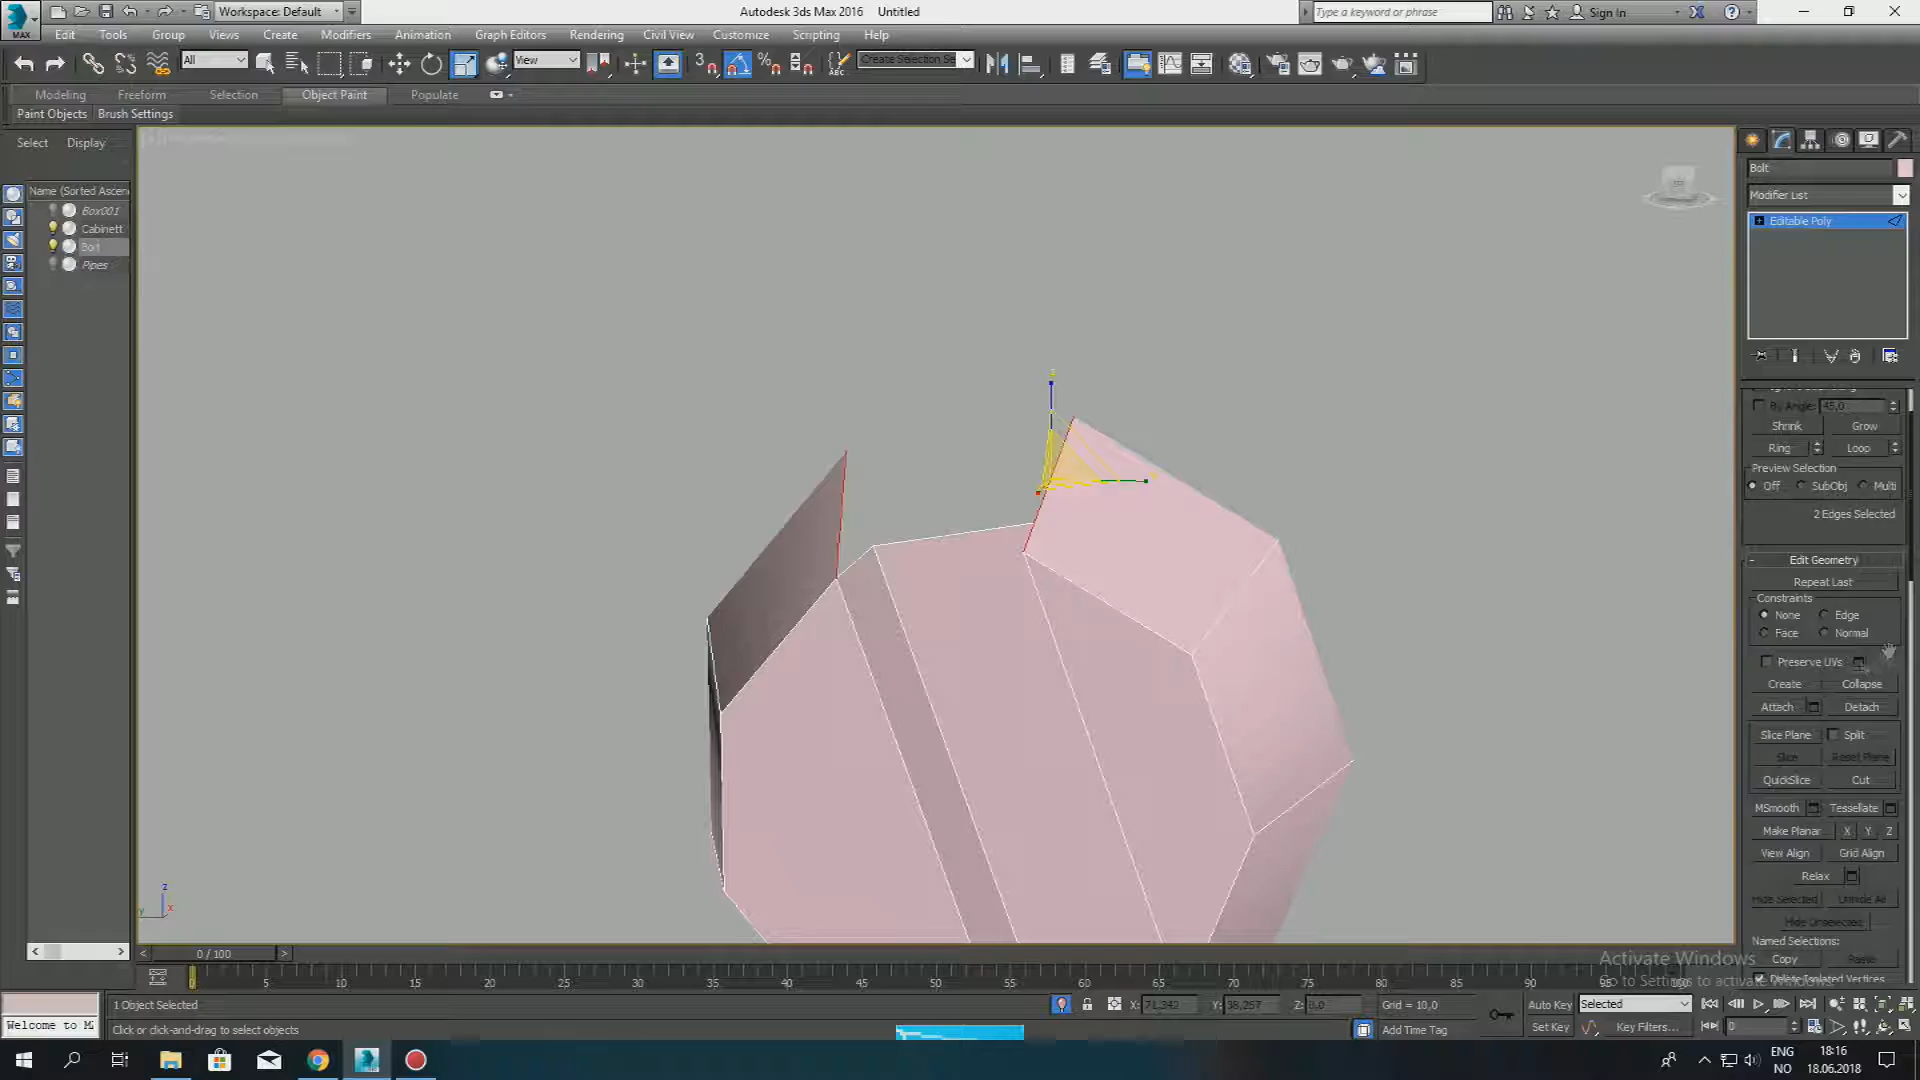 Workspace: Default
Autodesk 3ds Max 2016 Untitled
Type a keyword or phrase
Sign In
MAX
Edit Tools Group Views Create Modifiers Animation Graph Editors Rendering Civil View Customize Scripting Help
All
View
3
ABC
Create Selection Se
Modeling Freeform Selection Object Paint Populate
Paint Objects Brush Settings
Select Display
Name (Sorted Ascen
Box001
Cabinett
Bolt
Pipes
Bolt
Modifier List
Editable Poly
By Angle: 45,0
Shrink Grow
Ring Loop
Preview Selection
Off SubObj Multi
2 Edges Selected
- Edit Geometry
Repeat Last
Constraints
None Edge
Face Normal
Preserve UVs
Create Collapse
Attach Detach
Slice Plane Split
Slice Reset Plane
QuickSlice Cut
MSmooth Tessellate
Make Planar X Y Z
View Align Grid Align
Relax
Hide Selected Unhide All
Hide Unselected
Named Selections:
Copy Paste
Delete Isolated Vertices
Activate Windows
Go to Settings to activate Windows.
z
y x
< 0 / 100 >
0 5 10 15 20 25 30 35 40 45 50 55 60 65 70 75 80 85 90 95 100
1 Object Selected
X: 71,342 Y: 38,257 Z: 0,0 Grid = 10,0
Auto Key Selected
Welcome to M
Click or click-and-drag to select objects
Add Time Tag
Set Key Key Filters...
0
ENG
NO
18:16
18.06.2018